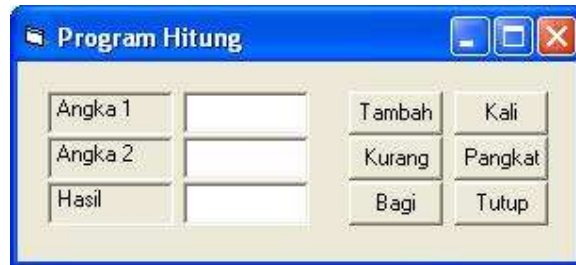 Program Hitung
Angka 1 Tambah Kali
Angka 2 Kurang Pangkat
Hasil Bagi Tutup